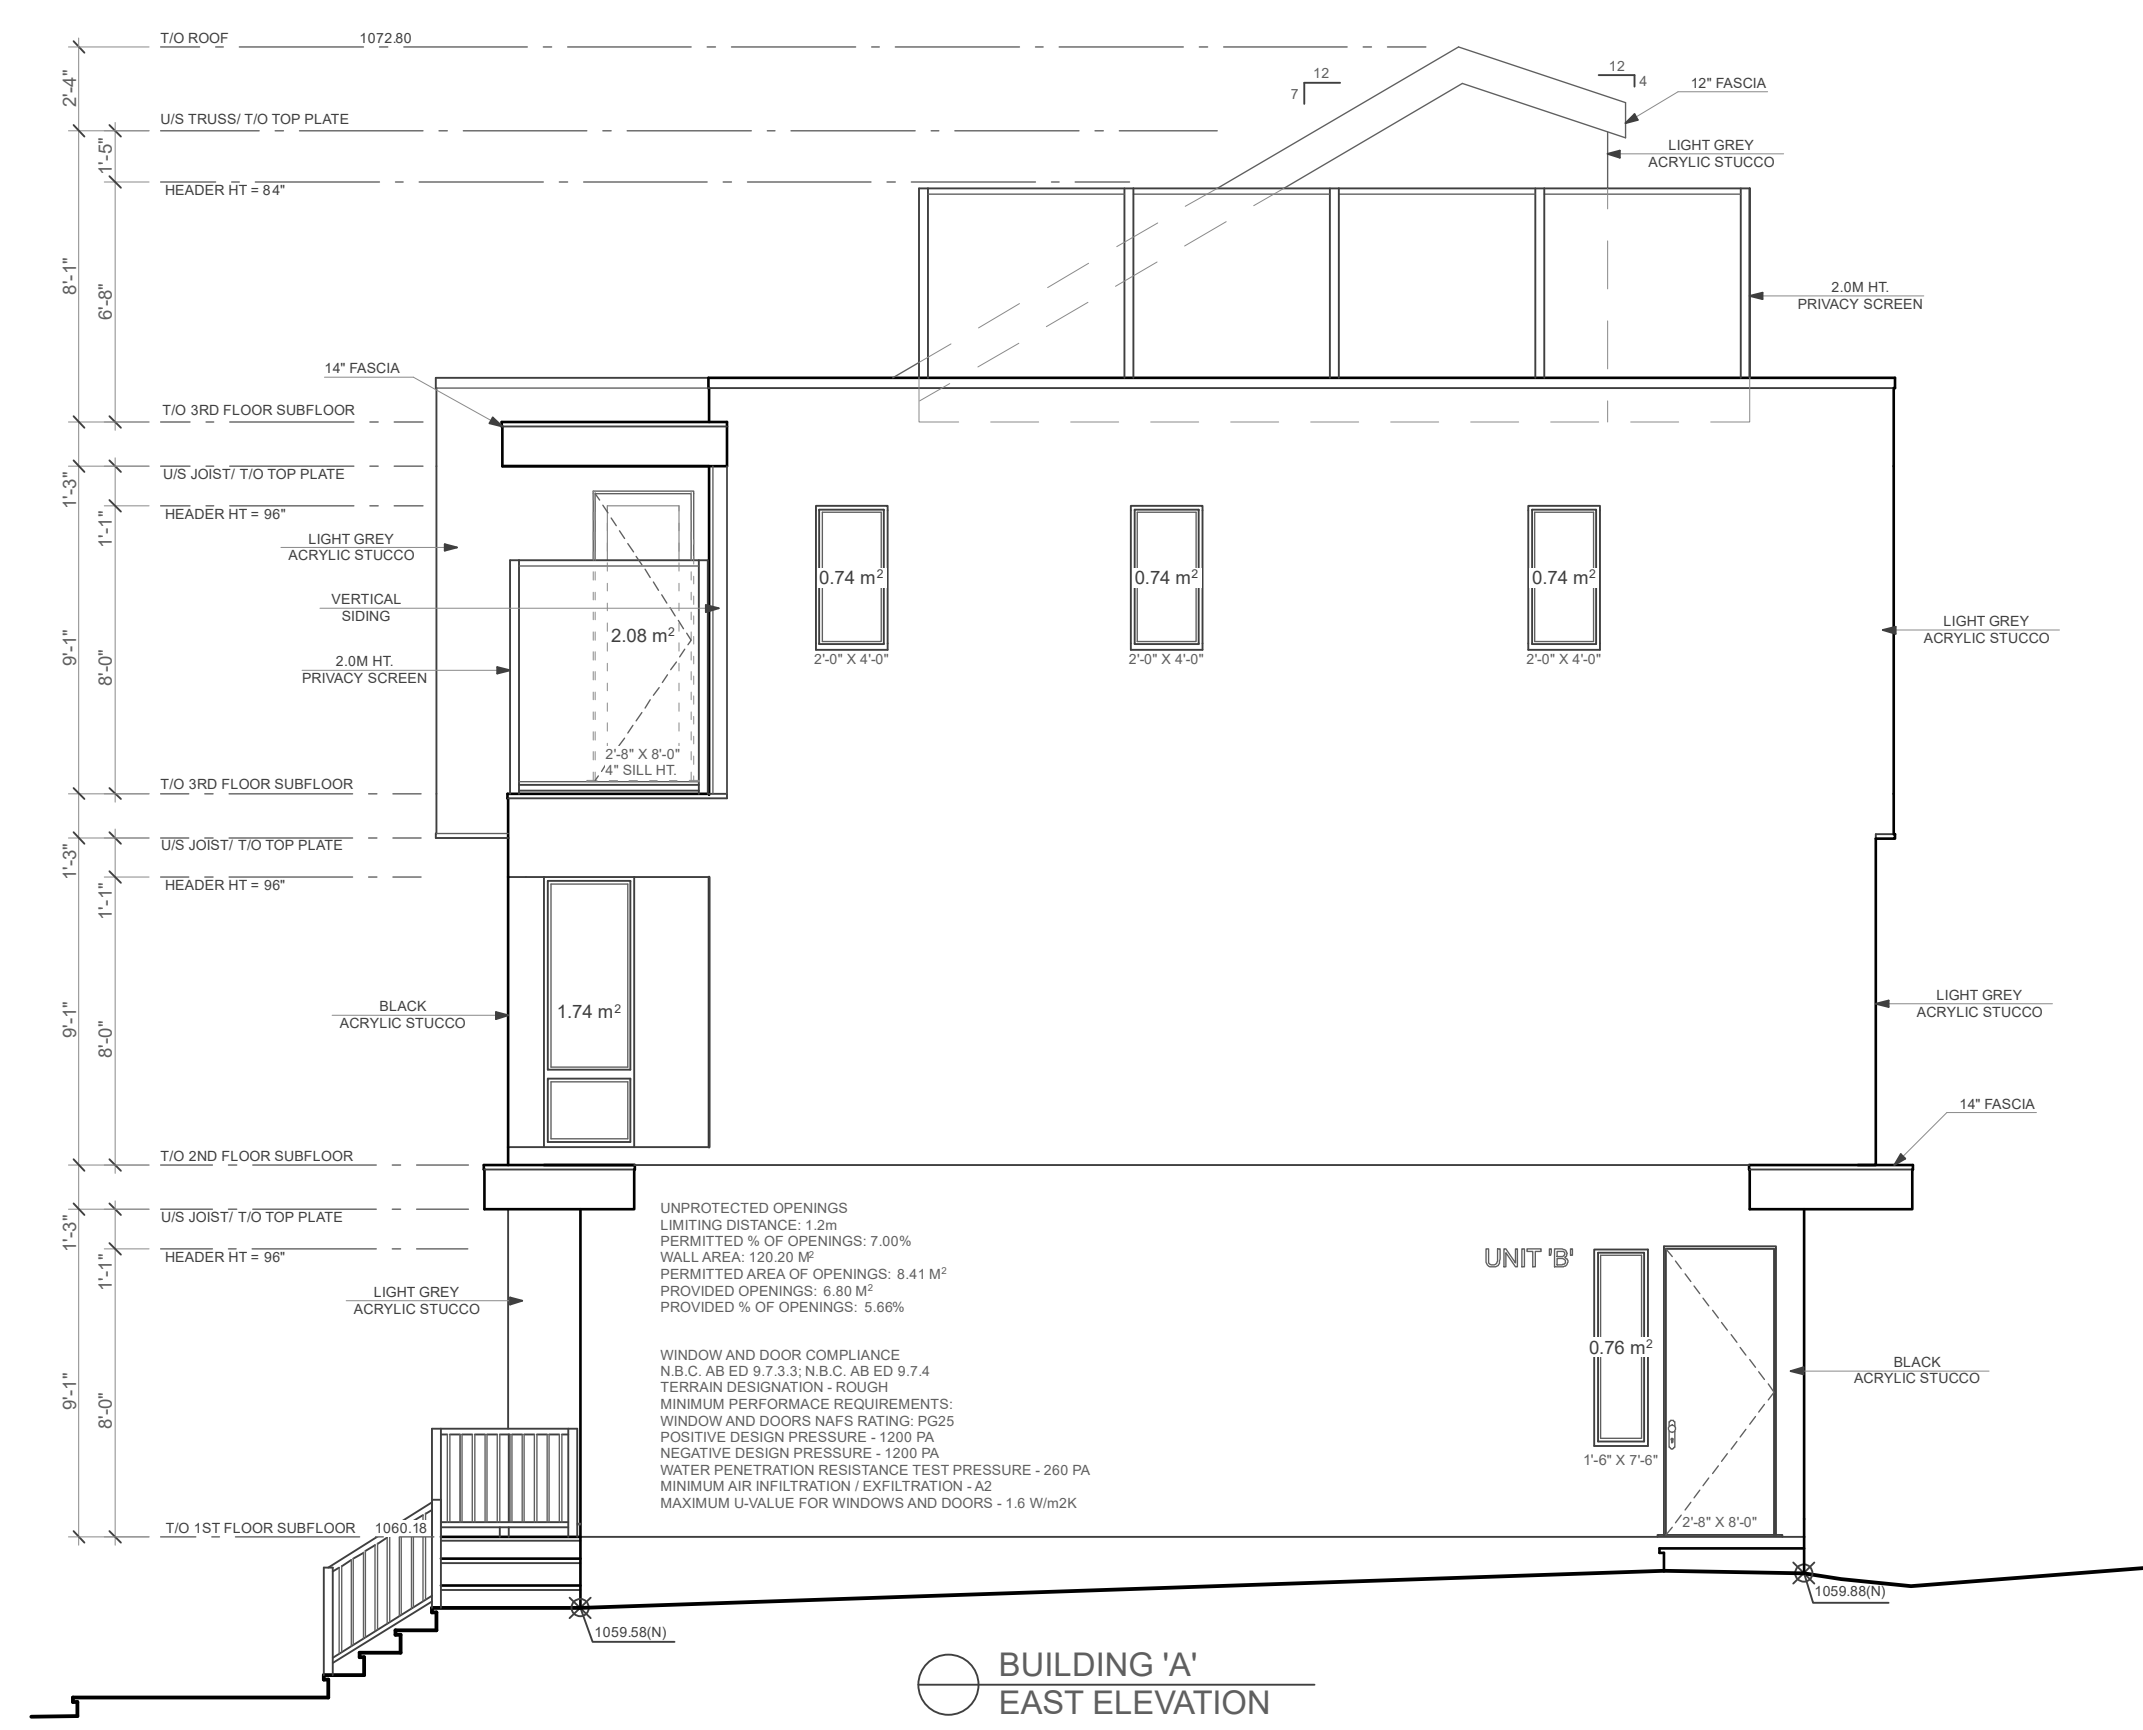 T/O ROOF 1072.80
2'-4"
12
7
12
4
12" FASCIA
U/S TRUSS/ T/O TOP PLATE
1'-5"
LIGHT GREY
ACRYLIC STUCCO
HEADER HT = 84"
8'-1"
6'-8"
2.0M HT.
PRIVACY SCREEN
14" FASCIA
T/O 3RD FLOOR SUBFLOOR
U/S JOIST/ T/O TOP PLATE
1'-3"
HEADER HT = 96"
1'-1"
LIGHT GREY
ACRYLIC STUCCO
0.74 m²
0.74 m²
0.74 m²
VERTICAL
SIDING
2.08 m²
LIGHT GREY
ACRYLIC STUCCO
9'-1"
8'-0"
2.0M HT.
PRIVACY SCREEN
2'-0" X 4'-0"
2'-0" X 4'-0"
2'-0" X 4'-0"
2'-8" X 8'-0"
4" SILL HT.
T/O 3RD FLOOR SUBFLOOR
U/S JOIST/ T/O TOP PLATE
1'-3"
HEADER HT = 96"
1'-1"
BLACK
ACRYLIC STUCCO
1.74 m²
LIGHT GREY
ACRYLIC STUCCO
9'-1"
8'-0"
14" FASCIA
T/O 2ND FLOOR SUBFLOOR
U/S JOIST/ T/O TOP PLATE
1'-3"
HEADER HT = 96"
1'-1"
UNPROTECTED OPENINGS
LIMITING DISTANCE: 1.2m
PERMITTED % OF OPENINGS: 7.00%
WALL AREA: 120.20 M²
PERMITTED AREA OF OPENINGS: 8.41 M²
PROVIDED OPENINGS: 6.80 M²
PROVIDED % OF OPENINGS: 5.66%
UNIT 'B'
LIGHT GREY
ACRYLIC STUCCO
WINDOW AND DOOR COMPLIANCE
N.B.C. AB ED 9.7.3.3; N.B.C. AB ED 9.7.4
TERRAIN DESIGNATION - ROUGH
MINIMUM PERFORMACE REQUIREMENTS:
WINDOW AND DOORS NAFS RATING: PG25
POSITIVE DESIGN PRESSURE - 1200 PA
NEGATIVE DESIGN PRESSURE - 1200 PA
WATER PENETRATION RESISTANCE TEST PRESSURE - 260 PA
MINIMUM AIR INFILTRATION / EXFILTRATION - A2
MAXIMUM U-VALUE FOR WINDOWS AND DOORS - 1.6 W/m2K
0.76 m²
BLACK
ACRYLIC STUCCO
9'-1"
8'-0"
1'-6" X 7'-6"
2'-8" X 8'-0"
T/O 1ST FLOOR SUBFLOOR 1060.18
1059.88(N)
1059.58(N)
BUILDING 'A'
EAST ELEVATION